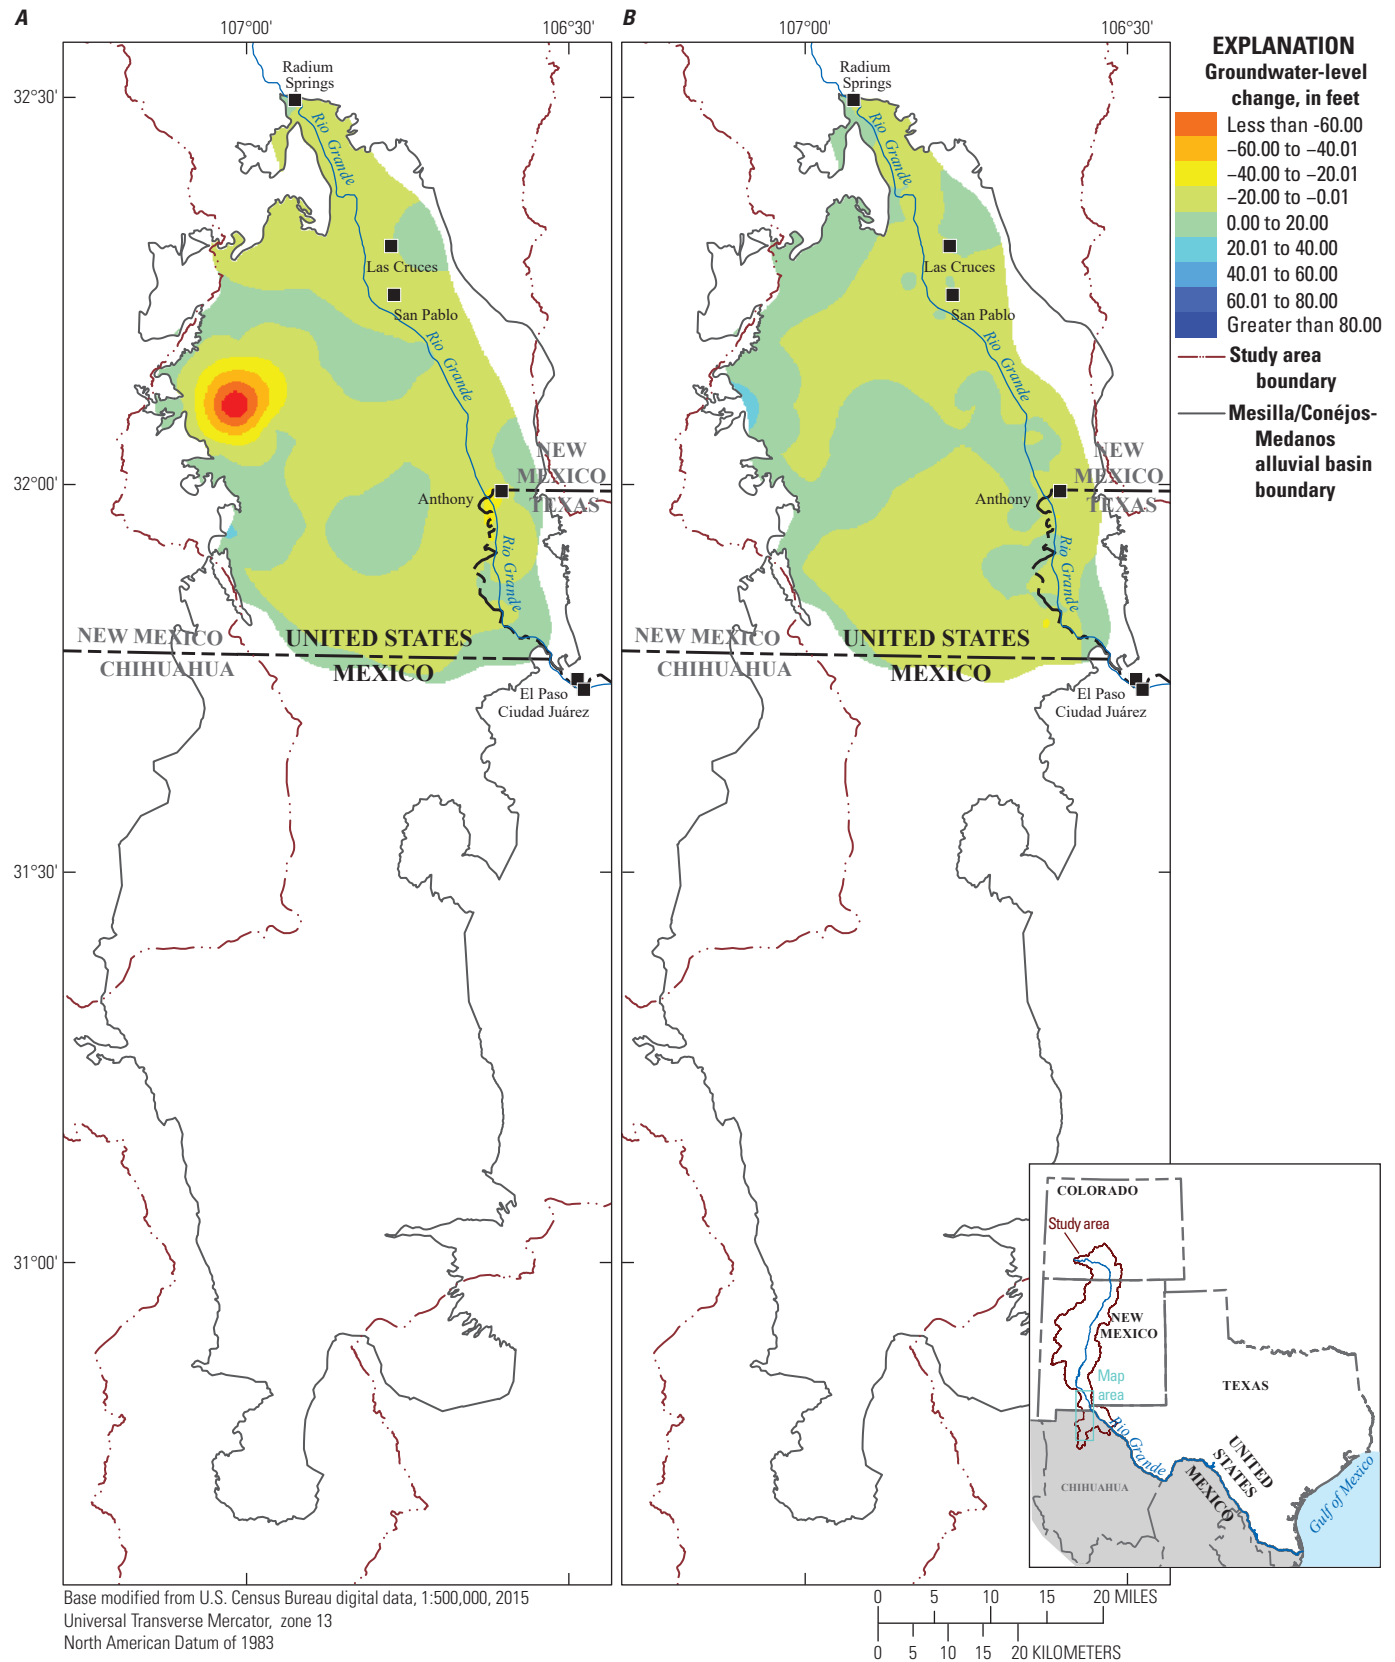 A
B
107°00'
106°30'
107°00'
106°30'
32°30'
32°00'
31°30'
31°00'
Radium
Springs
Rio Grande
Las Cruces
San Pablo
Rio Grande
NEW
MEXICO
TEXAS
Anthony
Rio Grande
NEW MEXICO
CHIHUAHUA
UNITED STATES
MEXICO
El Paso
Ciudad Juárez
Radium
Springs
Rio Grande
Las Cruces
San Pablo
Rio Grande
NEW
MEXICO
TEXAS
Anthony
Rio Grande
NEW MEXICO
CHIHUAHUA
UNITED STATES
MEXICO
El Paso
Ciudad Juárez
EXPLANATION
Groundwater-level
change, in feet
Less than -60.00
−60.00 to −40.01
−40.00 to −20.01
−20.00 to −0.01
0.00 to 20.00
20.01 to 40.00
40.01 to 60.00
60.01 to 80.00
Greater than 80.00
Study area
boundary
Mesilla/Conéjos-
Medanos
alluvial basin
boundary
COLORADO
Study area
NEW
MEXICO
Map
area
TEXAS
Rio Grande
UNITED
STATES
MEXICO
CHIHUAHUA
Gulf of Mexico
Base modified from U.S. Census Bureau digital data, 1:500,000, 2015
Universal Transverse Mercator, zone 13
North American Datum of 1983
0 5 10 15 20 MILES
0 5 10 15 20 KILOMETERS